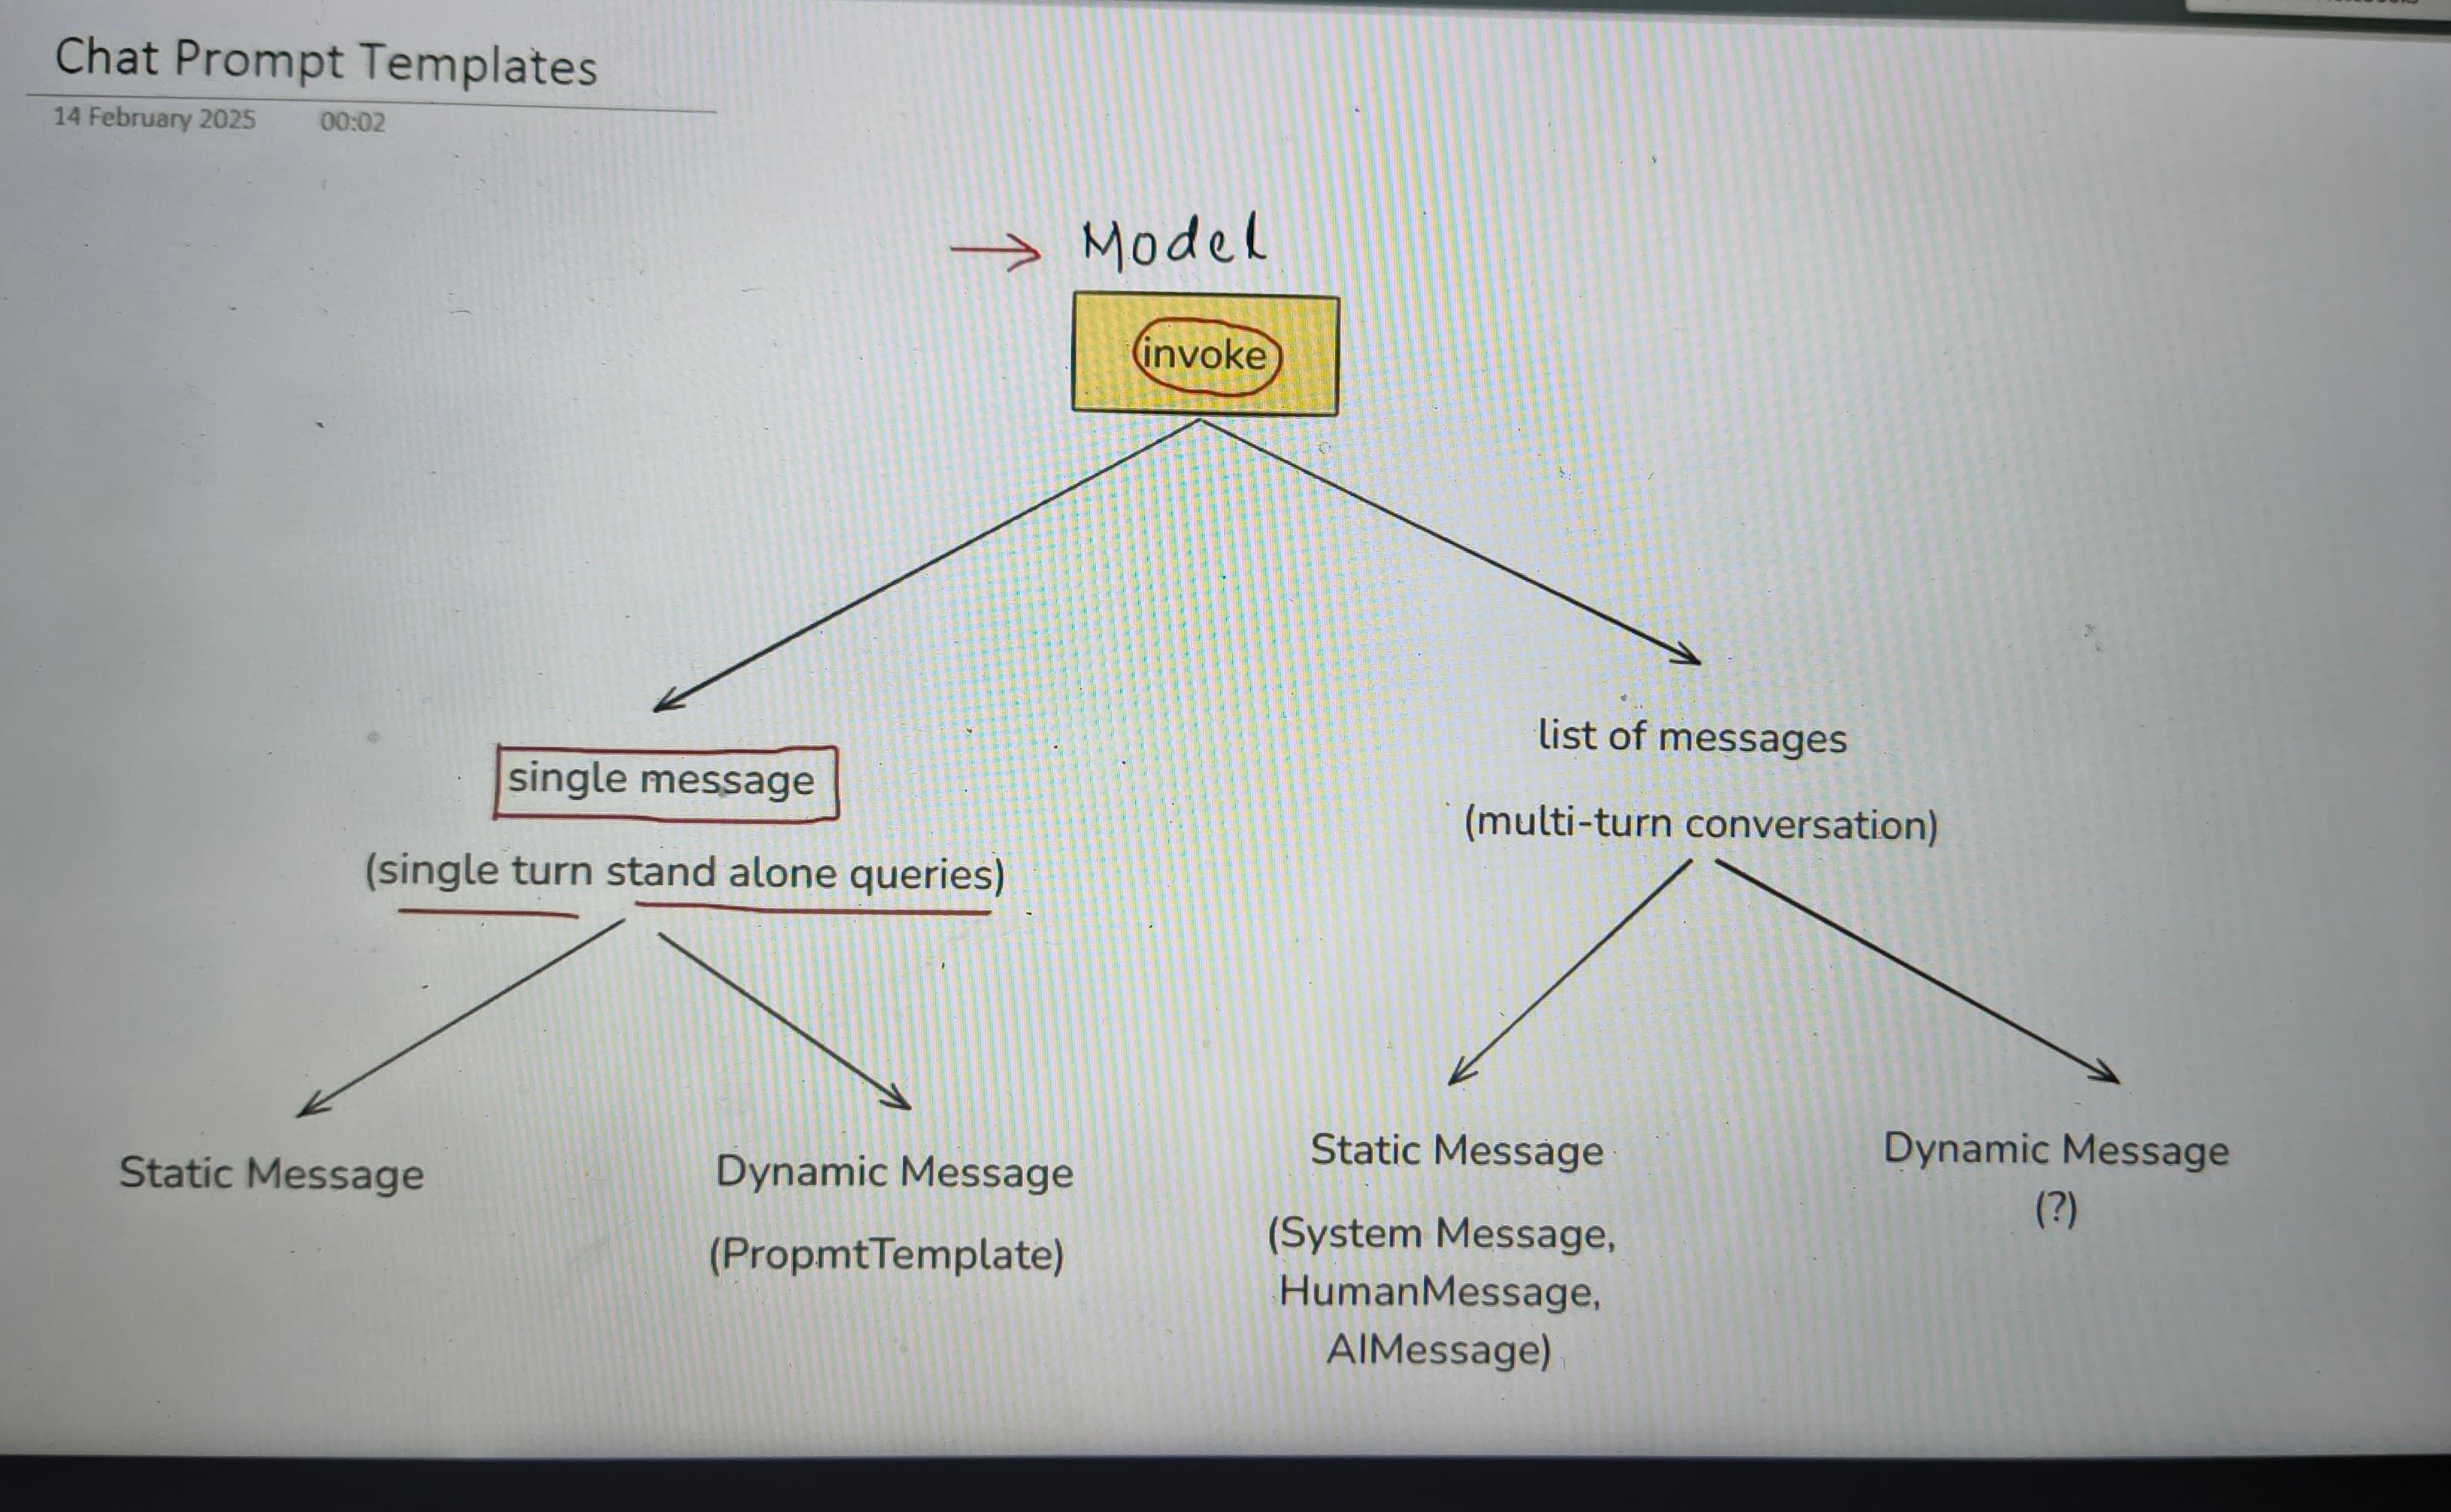 Chat Prompt Templates
14 February 2025 00:02
→ Model
invoke
single message
(single turn stand alone queries)
list of messages
(multi-turn conversation)
Static Message
Dynamic Message
(PropmtTemplate)
Static Message
(System Message,
HumanMessage,
AIMessage)
Dynamic Message
(?)